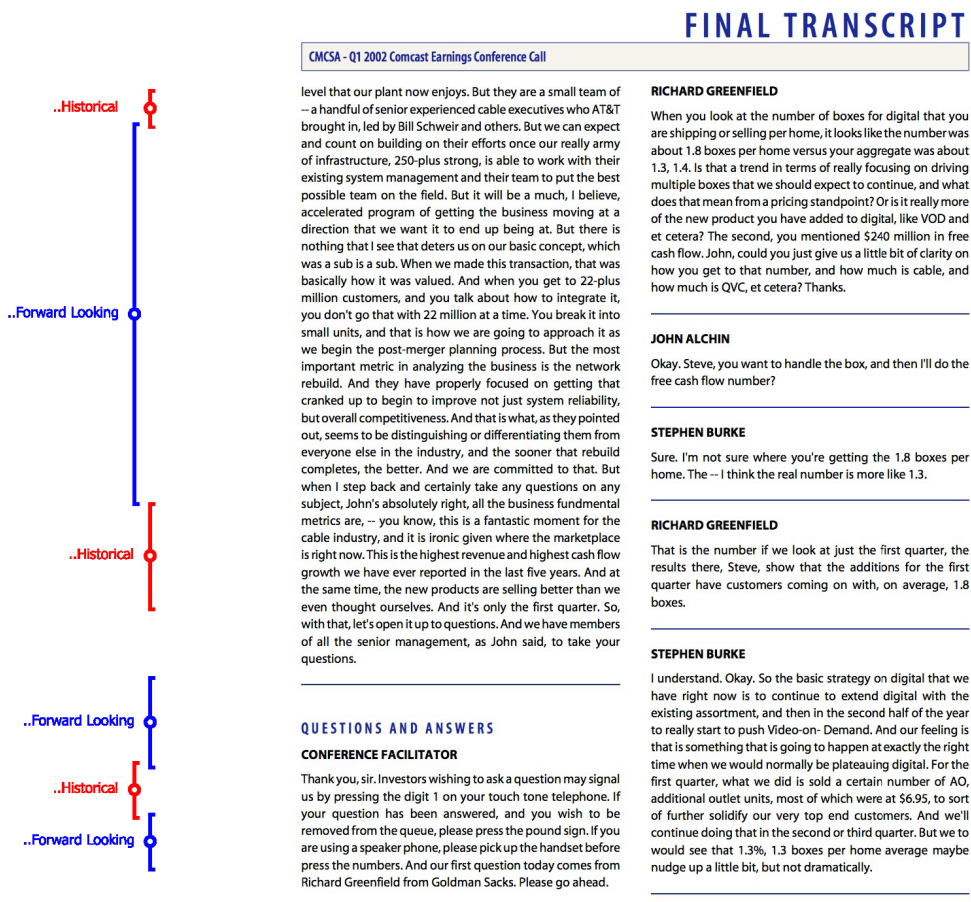 FINAL TRANSCRIPT
CMCSA - Q1 2002 Comcast Earnings Conference Call
..Historical
..Forward Looking
..Historical
..Forward Looking
..Historical
..Forward Looking
level that our plant now enjoys. But they are a small team of
-- a handful of senior experienced cable executives who AT&T
brought in, led by Bill Schweir and others. But we can expect
and count on building on their efforts once our really army
of infrastructure, 250-plus strong, is able to work with their
existing system management and their team to put the best
possible team on the field. But it will be a much, I believe,
accelerated program of getting the business moving at a
direction that we want it to end up being at. But there is
nothing that I see that deters us on our basic concept, which
was a sub is a sub. When we made this transaction, that was
basically how it was valued. And when you get to 22-plus
million customers, and you talk about how to integrate it,
you don't go that with 22 million at a time. You break it into
small units, and that is how we are going to approach it as
we begin the post-merger planning process. But the most
important metric in analyzing the business is the network
rebuild. And they have properly focused on getting that
cranked up to begin to improve not just system reliability,
but overall competitiveness. And that is what, as they pointed
out, seems to be distinguishing or differentiating them from
everyone else in the industry, and the sooner that rebuild
completes, the better. And we are committed to that. But
when I step back and certainly take any questions on any
subject, John's absolutely right, all the business fundmental
metrics are, -- you know, this is a fantastic moment for the
cable industry, and it is ironic given where the marketplace
is right now. This is the highest revenue and highest cash flow
growth we have ever reported in the last five years. And at
the same time, the new products are selling better than we
even thought ourselves. And it's only the first quarter. So,
with that, let's open it up to questions. And we have members
of all the senior management, as John said, to take your
questions.
QUESTIONS AND ANSWERS
CONFERENCE FACILITATOR
Thank you, sir. Investors wishing to ask a question may signal
us by pressing the digit 1 on your touch tone telephone. If
your question has been answered, and you wish to be
removed from the queue, please press the pound sign. If you
are using a speaker phone, please pick up the handset before
press the numbers. And our first question today comes from
Richard Greenfield from Goldman Sacks. Please go ahead.
RICHARD GREENFIELD
When you look at the number of boxes for digital that you
are shipping or selling per home, it looks like the number was
about 1.8 boxes per home versus your aggregate was about
1.3, 1.4. Is that a trend in terms of really focusing on driving
multiple boxes that we should expect to continue, and what
does that mean from a pricing standpoint? Or is it really more
of the new product you have added to digital, like VOD and
et cetera? The second, you mentioned $240 million in free
cash flow. John, could you just give us a little bit of clarity on
how you get to that number, and how much is cable, and
how much is QVC, et cetera? Thanks.
JOHN ALCHIN
Okay. Steve, you want to handle the box, and then I'll do the
free cash flow number?
STEPHEN BURKE
Sure. I'm not sure where you're getting the 1.8 boxes per
home. The -- I think the real number is more like 1.3.
RICHARD GREENFIELD
That is the number if we look at just the first quarter, the
results there, Steve, show that the additions for the first
quarter have customers coming on with, on average, 1.8
boxes.
STEPHEN BURKE
I understand. Okay. So the basic strategy on digital that we
have right now is to continue to extend digital with the
existing assortment, and then in the second half of the year
to really start to push Video-on- Demand. And our feeling is
that is something that is going to happen at exactly the right
time when we would normally be plateauing digital. For the
first quarter, what we did is sold a certain number of AO,
additional outlet units, most of which were at $6.95, to sort
of further solidify our very top end customers. And we'll
continue doing that in the second or third quarter. But we to
would see that 1.3%, 1.3 boxes per home average maybe
nudge up a little bit, but not dramatically.